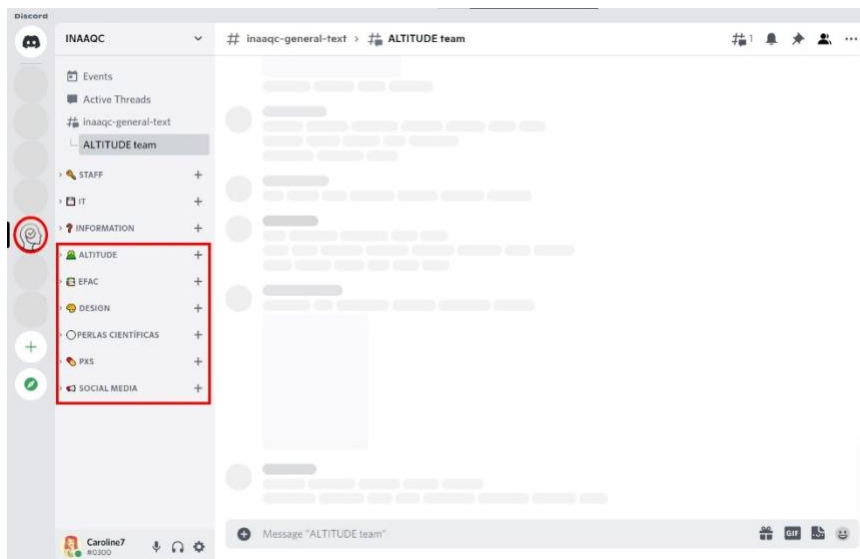 Discord
INAAQC
# inaaqc-general-text › ALTITUDE team
1
Events
Active Threads
inaaqc-general-text
ALTITUDE team
STAFF
IT
INFORMATION
ALTITUDE
EFAC
DESIGN
PERLAS CIENTÍFICAS
PXS
SOCIAL MEDIA
Caroline7
#0300
Message "ALTITUDE team"
GIF